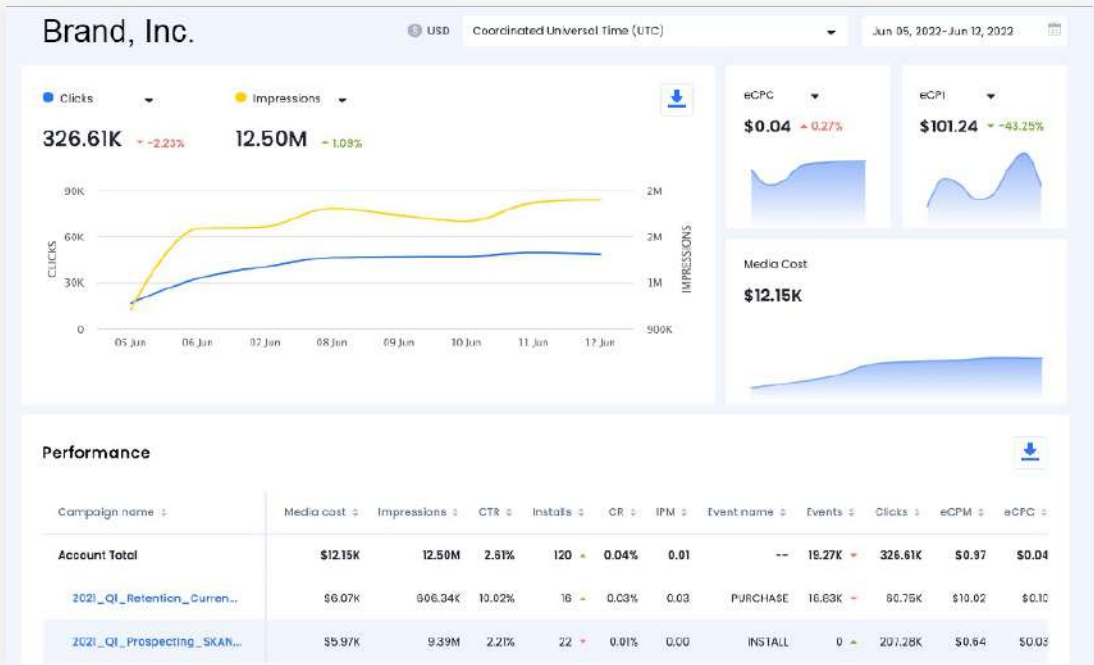 Brand, Inc.
USD
Coordinated Universal Time (UTC)
Jun 05, 2022-Jun 12, 2022
Clicks
Impressions
326.61K -2.23%
12.50M 1.09%
eCPC
$0.04 0.27%
eCPI
$101.24 -43.25%
90K
60K
30K
0
CLICKS
2M
2M
1M
900K
IMPRESSIONS
05 Jun 06 Jun 07 Jun 08 Jun 09 Jun 10 Jun 11 Jun 12 Jun
Media Cost
$12.15K
Performance
Campaign name Media cost Impressions CTR Installs CR IPM Event name Events Clicks eCPM eCPC
Account Total $12.15K 12.50M 2.61% 120 0.04% 0.01 -- 19.27K 326.61K $0.97 $0.04
2021_Q1_Retention_Curren... $6.07K 606.34K 10.02% 16 0.03% 0.03 PURCHASE 16.63K 60.75K $10.02 $0.10
2021_Q1_Prospecting_SKAN... $5.97K 9.39M 2.21% 22 0.01% 0.00 INSTALL 0 207.28K $0.64 $0.03